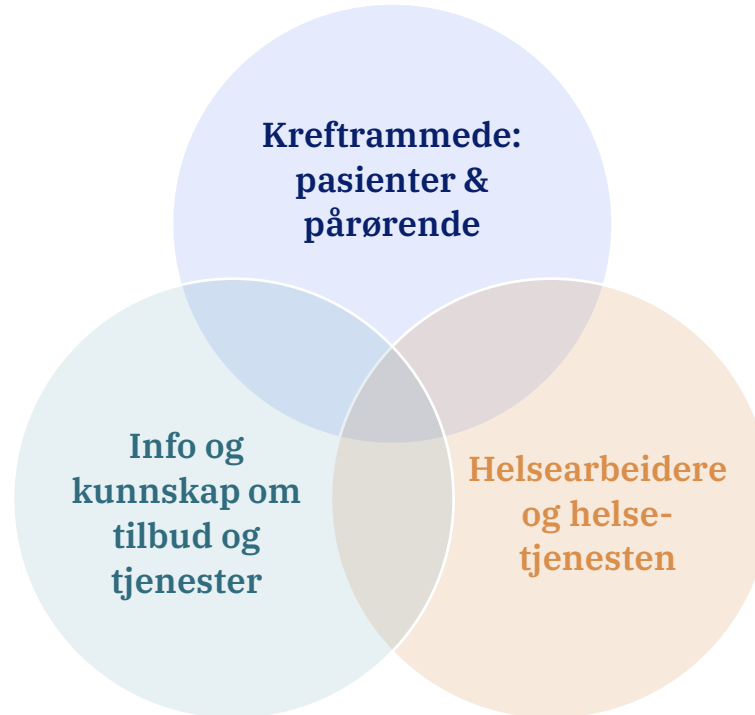 Kreftrammede:
pasienter &
pårørende
Info og
kunnskap om
tilbud og
tjenester
Helsearbeidere
og helse-
tjenesten